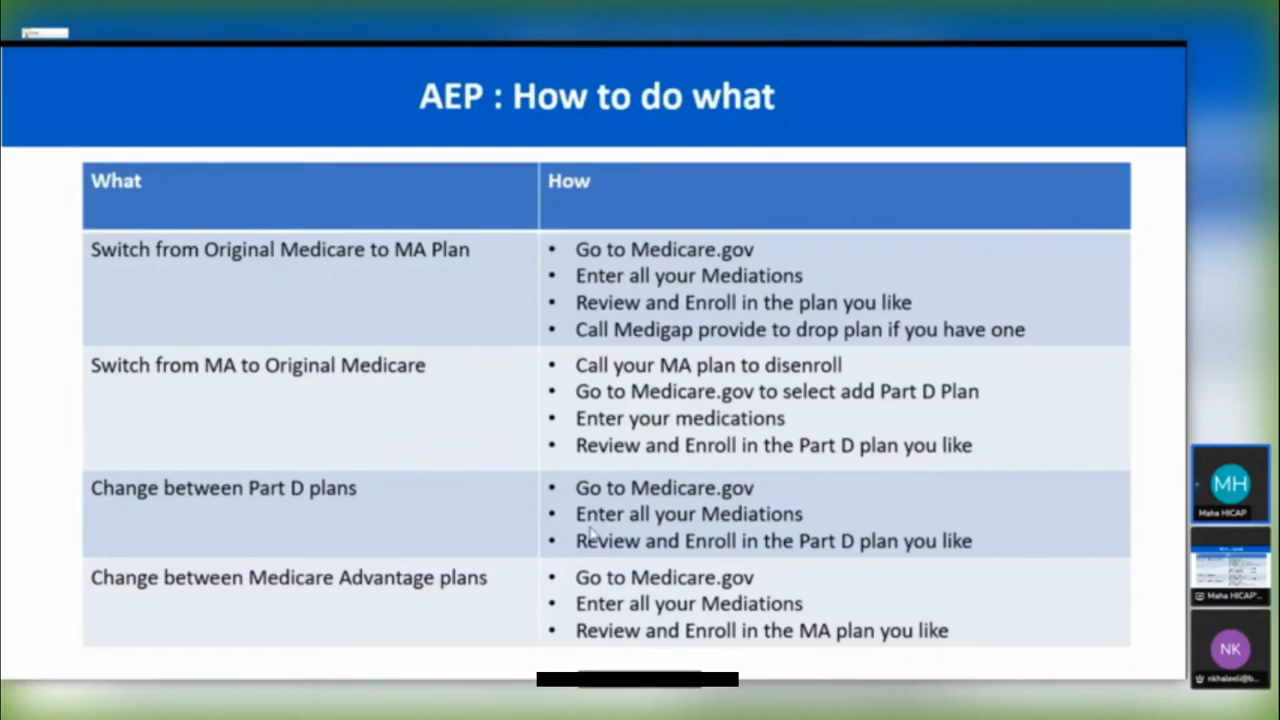 AEP : How to do what
What
How
Switch from Original Medicare to MA Plan
• Go to Medicare.gov
• Enter all your Mediations
• Review and Enroll in the plan you like
• Call Medigap provide to drop plan if you have one
Switch from MA to Original Medicare
• Call your MA plan to disenroll
• Go to Medicare.gov to select add Part D Plan
• Enter your medications
• Review and Enroll in the Part D plan you like
Change between Part D plans
• Go to Medicare.gov
• Enter all your Mediations
• Review and Enroll in the Part D plan you like
Change between Medicare Advantage plans
• Go to Medicare.gov
• Enter all your Mediations
• Review and Enroll in the MA plan you like
MH
Maha HICAP
Maha HICAP'...
NK
nkhaleeli@b...